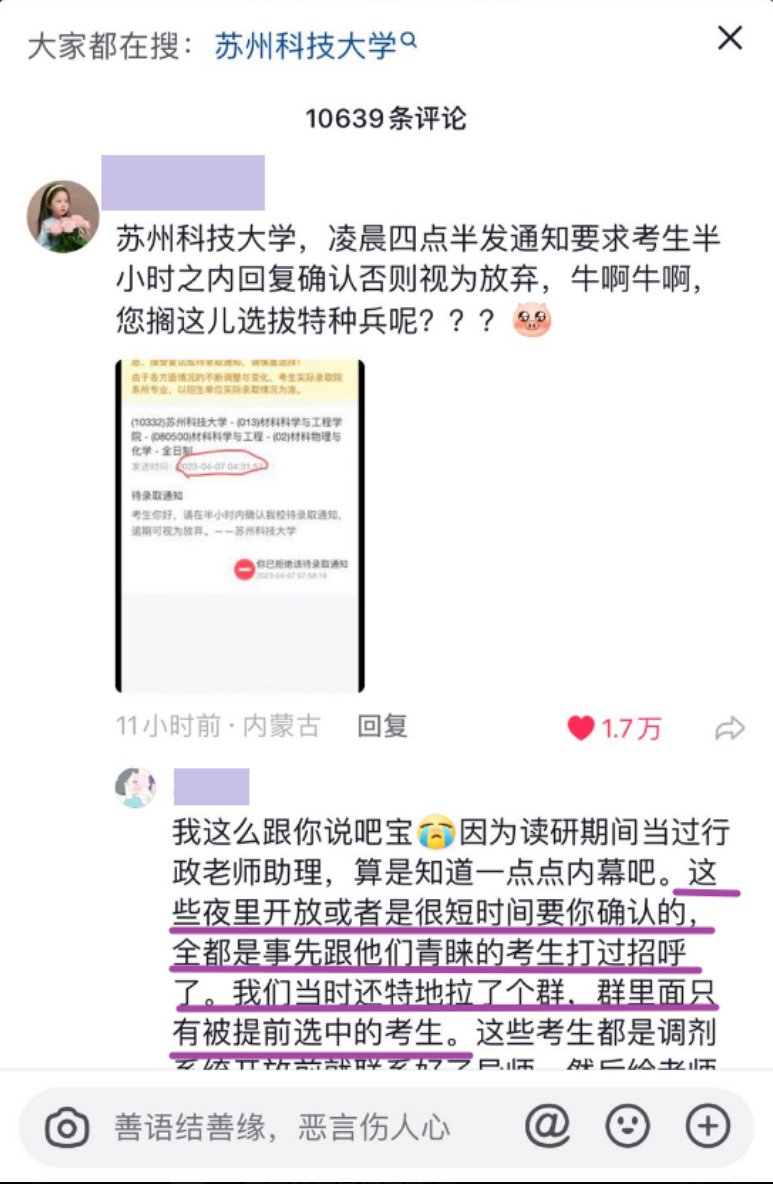 大家都在搜：苏州科技大学
10639条评论
苏州科技大学，凌晨四点半发通知要求考生半
小时之内回复确认否则视为放弃，牛啊牛啊，
您搁这儿选拔特种兵呢？？？
由于各方面情况的不断调整与变化，考生实际录取院
系所专业，以招生单位实际录取情况为准。
(10332)苏州科技大学 - (013)材料科学与工程学
院 - (080500)材料科学与工程 - (02)材料物理与
化学 - 全日制
发送时间：2023-04-07 04:31:57
待录取通知
考生你好，请在半小时内确认我校待录取通知，
逾期可视为放弃。——苏州科技大学
你已拒绝该待录取通知
2023-04-07 07:58:19
11小时前 · 内蒙古 回复 1.7万
我这么跟你说吧宝😭因为读研期间当过行
政老师助理，算是知道一点点内幕吧。这
些夜里开放或者是很短时间要你确认的，
全都是事先跟他们青睐的考生打过招呼
了。我们当时还特地拉了个群，群里面只
有被提前选中的考生。这些考生都是调剂
善语结善缘，恶言伤人心